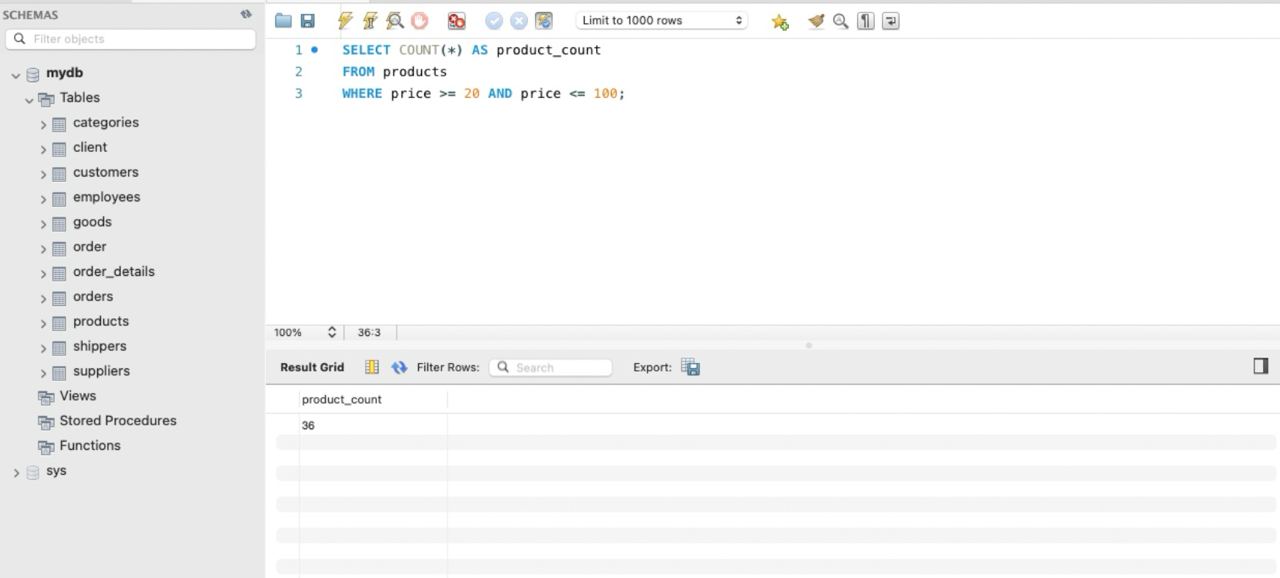 SCHEMAS
Filter objects
mydb
Tables
categories
client
customers
employees
goods
order
order_details
orders
products
shippers
suppliers
Views
Stored Procedures
Functions
sys
Limit to 1000 rows
1 SELECT COUNT(*) AS product_count
2 FROM products
3 WHERE price >= 20 AND price <= 100;
100% 36:3
Result Grid Filter Rows: Search Export:
product_count
36